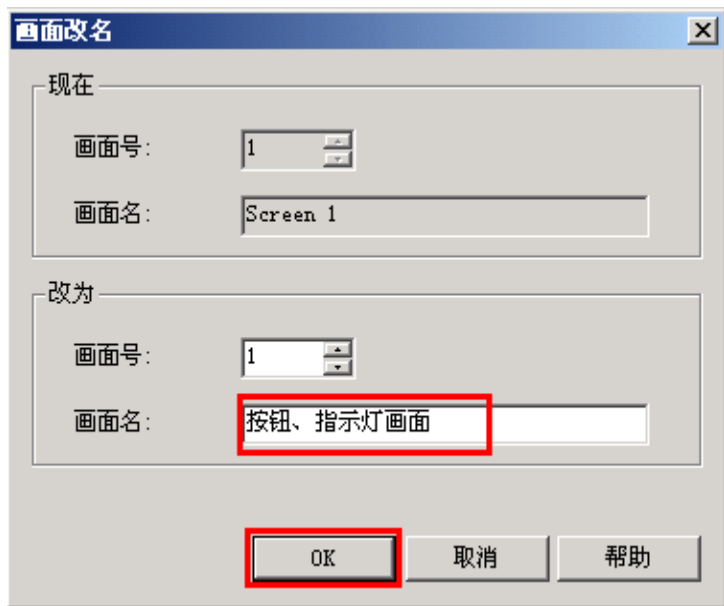 画面改名
现在
画面号: 1
画面名: Screen 1
改为
画面号: 1
画面名: 按钮、指示灯画面
OK 取消 帮助